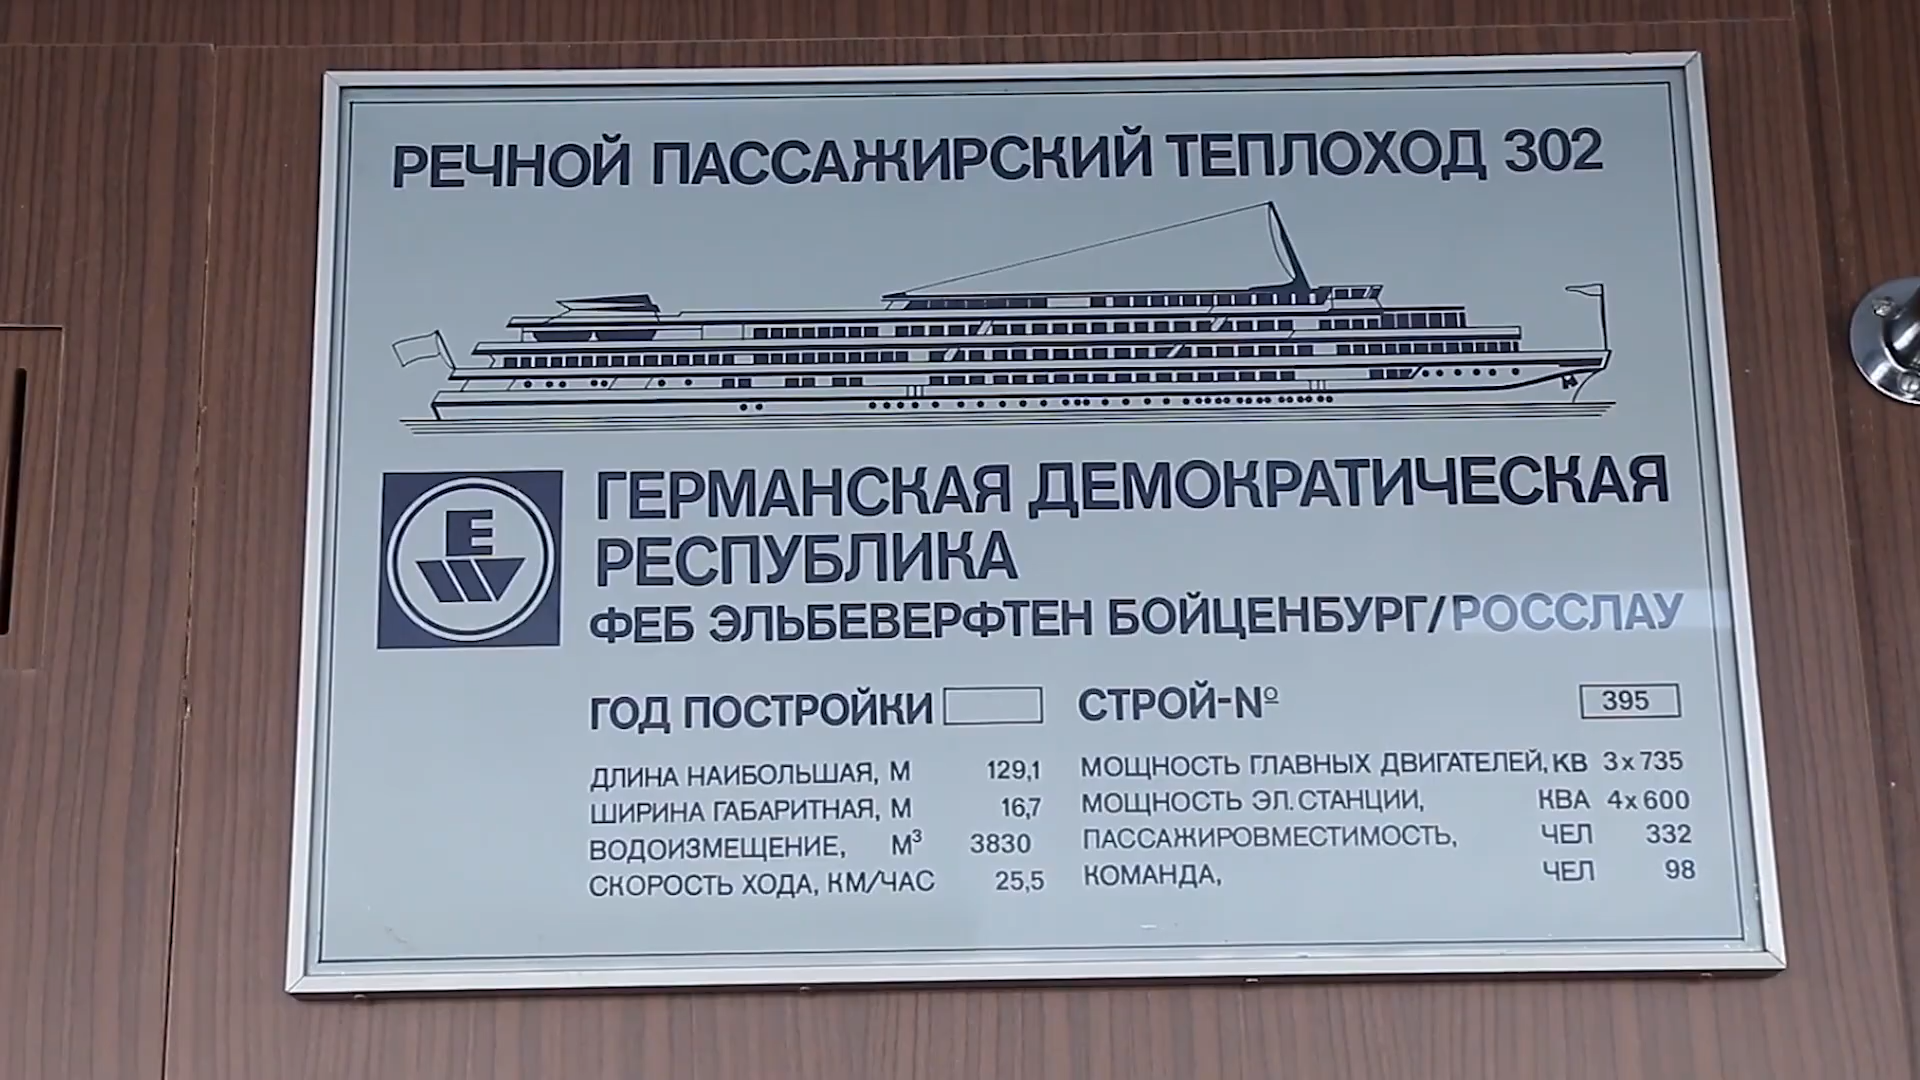 РЕЧНОЙ ПАССАЖИРСКИЙ ТЕПЛОХОД 302
E
W
ГЕРМАНСКАЯ ДЕМОКРАТИЧЕСКАЯ
РЕСПУБЛИКА
ФЕБ ЭЛЬБЕВЕРФТЕН БОЙЦЕНБУРГ/РОССЛАУ
ГОД ПОСТРОЙКИ СТРОЙ-№ 395
ДЛИНА НАИБОЛЬШАЯ, М 129,1 МОЩНОСТЬ ГЛАВНЫХ ДВИГАТЕЛЕЙ, КВ 3х735
ШИРИНА ГАБАРИТНАЯ, М 16,7 МОЩНОСТЬ ЭЛ. СТАНЦИИ, КВА 4х600
ВОДОИЗМЕЩЕНИЕ, М³ 3830 ПАССАЖИРОВМЕСТИМОСТЬ, ЧЕЛ 332
СКОРОСТЬ ХОДА, КМ/ЧАС 25,5 КОМАНДА, ЧЕЛ 98